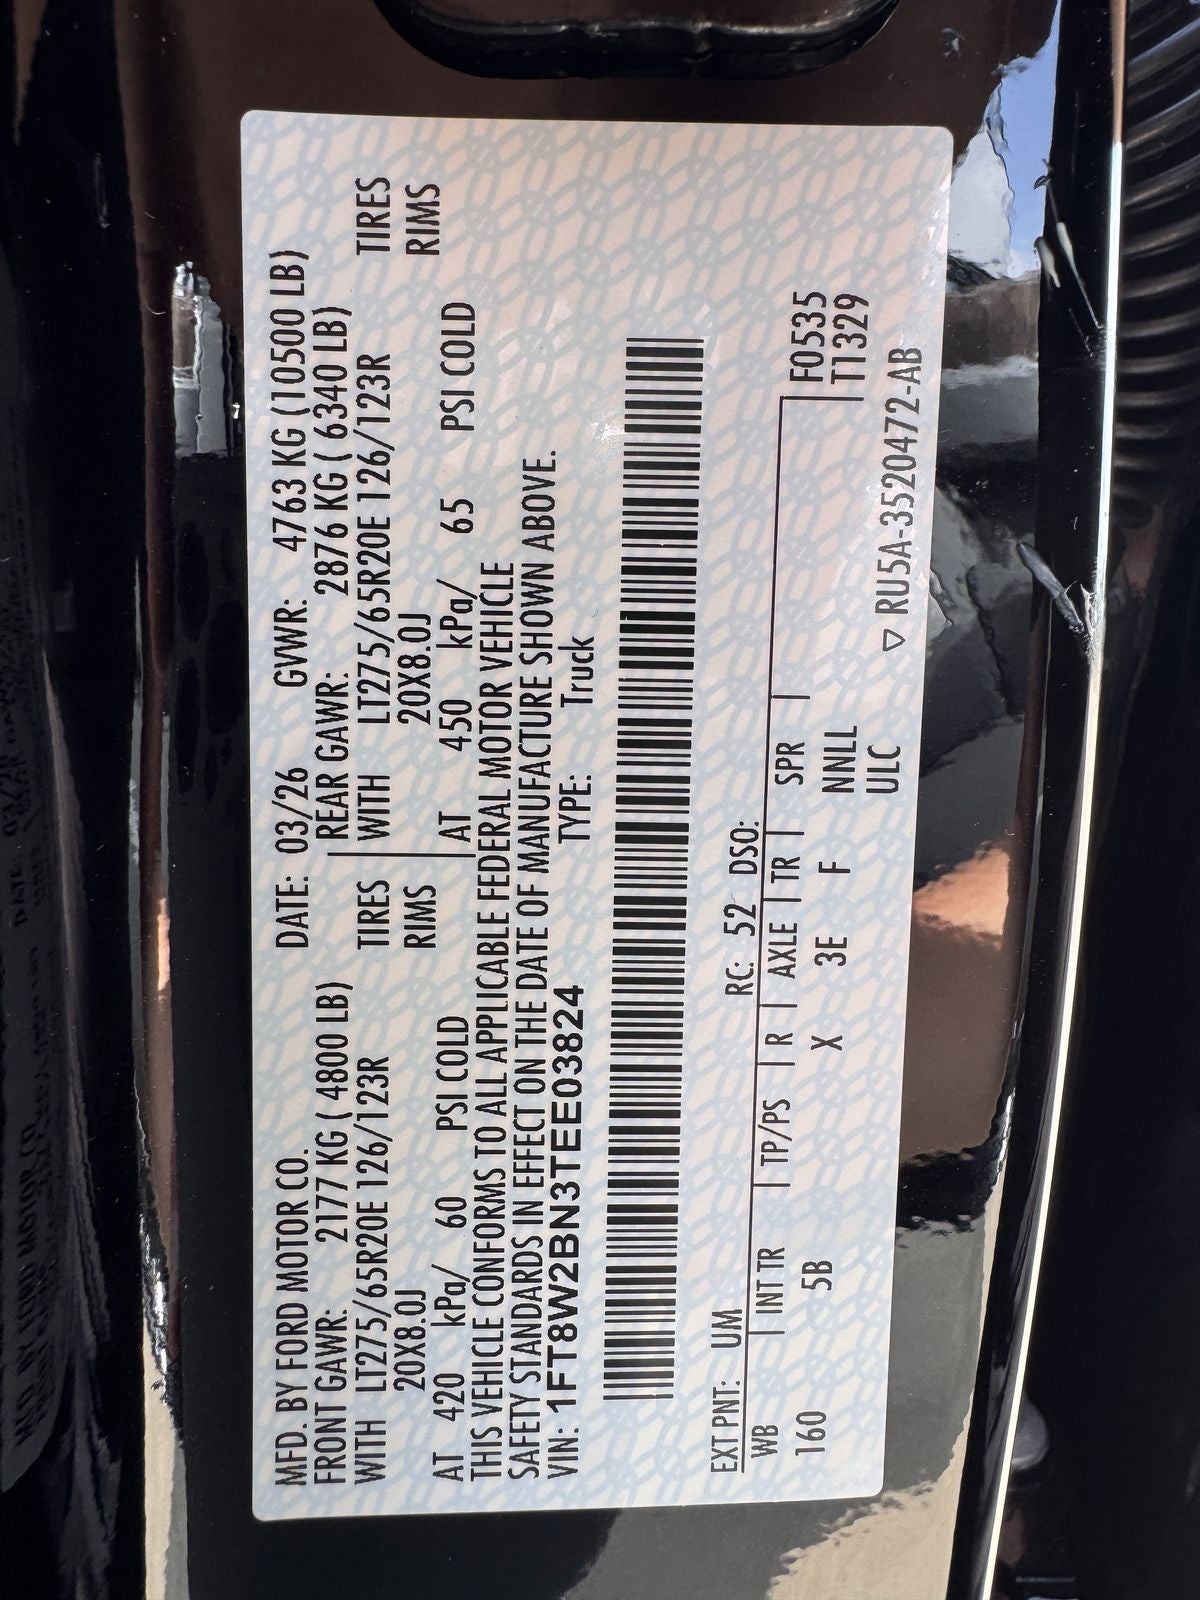 MFD. BY FORD MOTOR CO. DATE: 03/26 GVWR: 4763 KG (10500 LB)
FRONT GAWR: 2177 KG ( 4800 LB) REAR GAWR: 2876 KG ( 6340 LB)
WITH LT275/65R20E 126/123R TIRES WITH LT275/65R20E 126/123R TIRES
20X8.0J RIMS 20X8.0J RIMS
AT 420 kPa/ 60 PSI COLD AT 450 kPa/ 65 PSI COLD
THIS VEHICLE CONFORMS TO ALL APPLICABLE FEDERAL MOTOR VEHICLE
SAFETY STANDARDS IN EFFECT ON THE DATE OF MANUFACTURE SHOWN ABOVE.
VIN: 1FT8W2BN3TEE03824 TYPE: Truck
EXT PNT: UM RC: 52 DSO:
WB INT TR TP/PS R AXLE TR SPR
160 5B X 3E F NNLL F0535
ULC T1329
▽ RU5A-3520472-AB